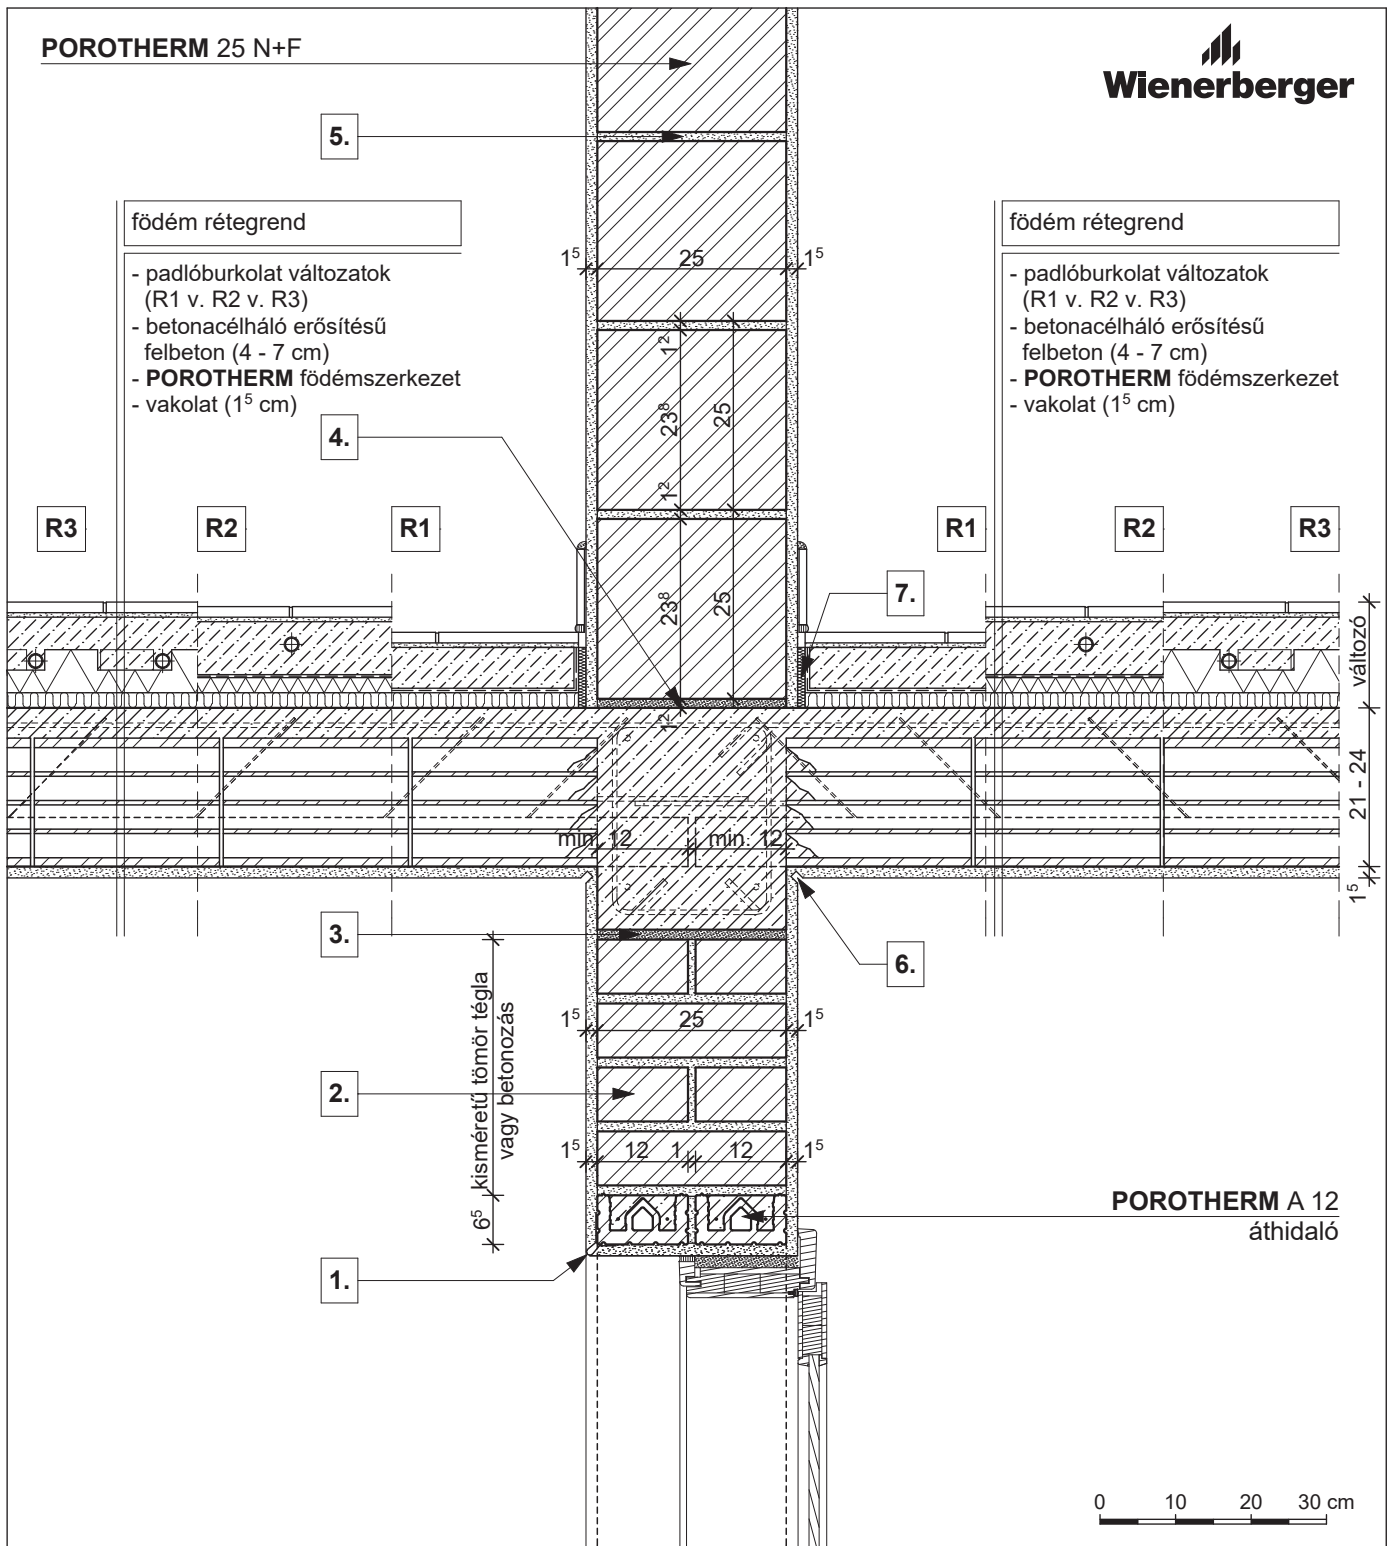 POROTHERM 25 N+F
Wienerberger
5.
födém rétegrend
- padlóburkolat változatok
(R1 v. R2 v. R3)
- betonacélháló erősítésű
felbeton (4 - 7 cm)
- POROTHERM födémszerkezet
- vakolat (1⁵ cm)
födém rétegrend
- padlóburkolat változatok
(R1 v. R2 v. R3)
- betonacélháló erősítésű
felbeton (4 - 7 cm)
- POROTHERM födémszerkezet
- vakolat (1⁵ cm)
1⁵ 25 1⁵
1²
23⁸ 25
4.
1²
R3 R2 R1 R1 R2 R3
7.
23⁸ 25
változó
1²
21 - 24
min. 12 min. 12
1⁵
3.
6.
kisméretű tömör tégla
vagy betonozás
1⁵ 25 1⁵
2.
1⁵ 12 1 12 1⁵
6⁵
POROTHERM A 12
áthidaló
1.
0 10 20 30 cm